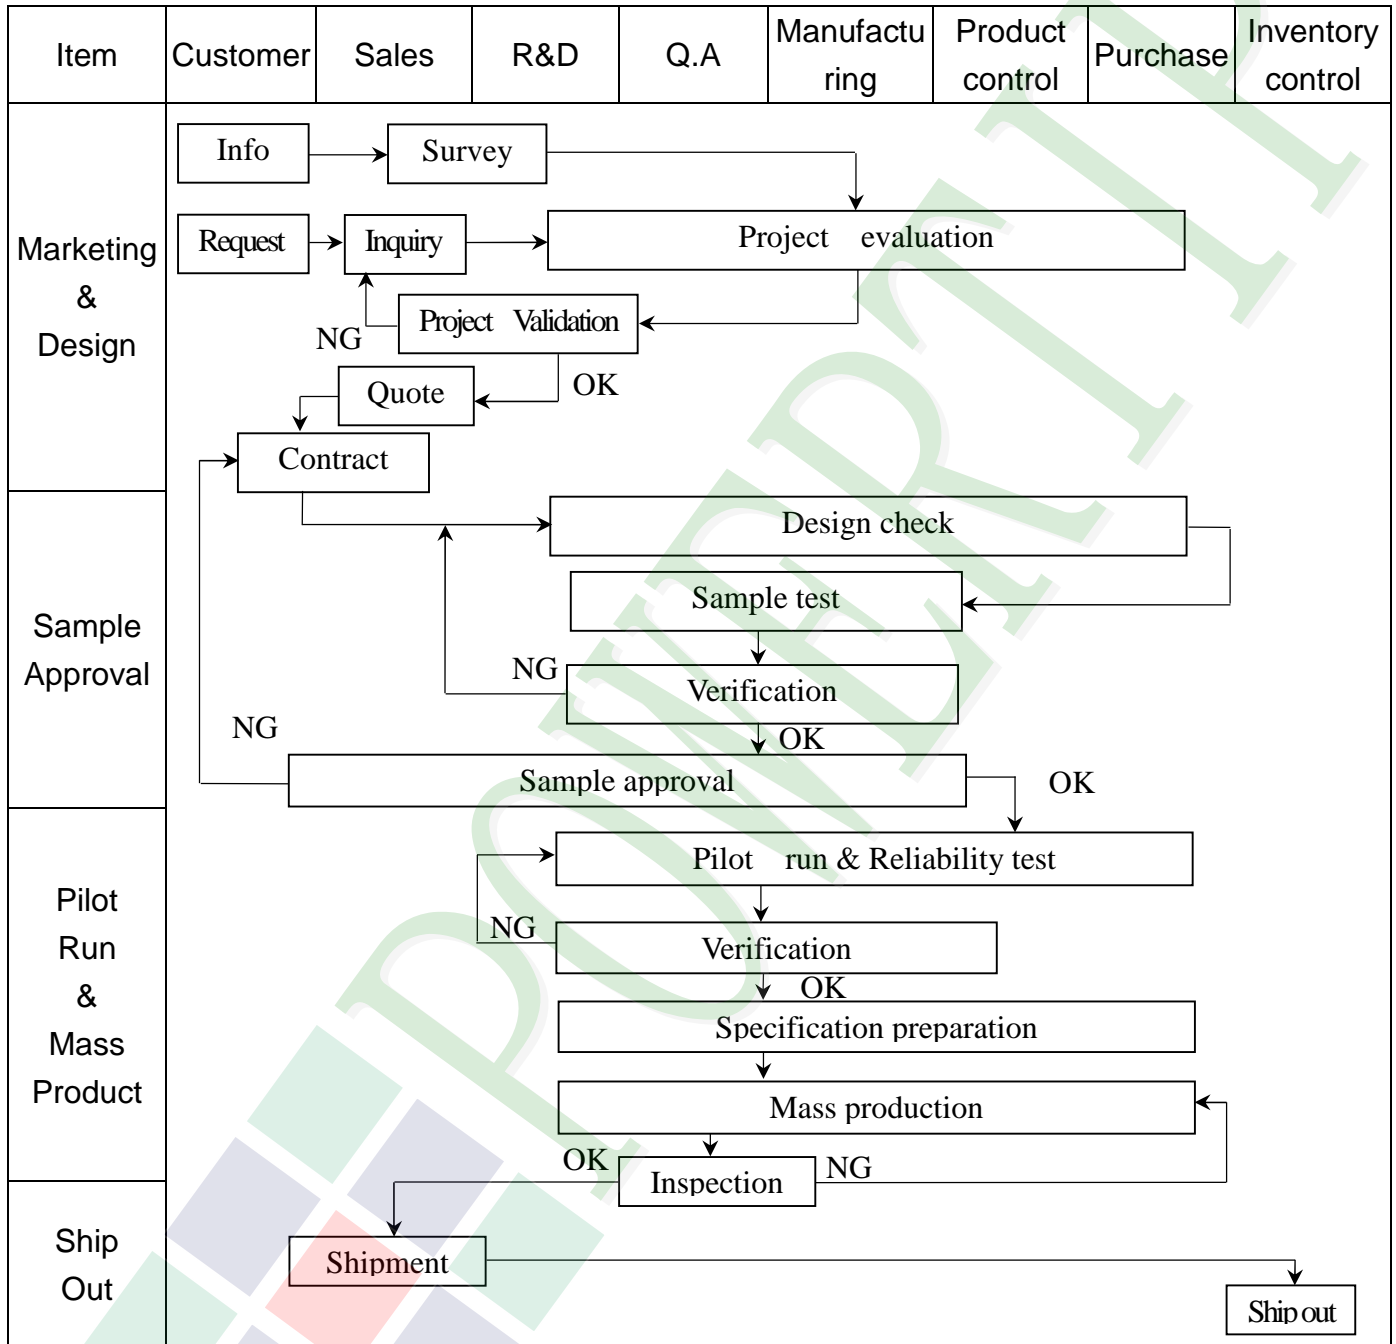 Item
Customer
Sales
R&D
Q.A
Manufactu
ring
Product
control
Purchase
Inventory
control
Marketing
&
Design
Info
Survey
Request
Inquiry
Project evaluation
NG
Project Validation
Quote
OK
Contract
Sample
Approval
Design check
Sample test
NG
Verification
NG
OK
Sample approval
OK
Pilot
Run
&
Mass
Product
Pilot run & Reliability test
NG
Verification
OK
Specification preparation
Mass production
OK
Inspection
NG
Ship
Out
Shipment
Ship out
POWERTIP